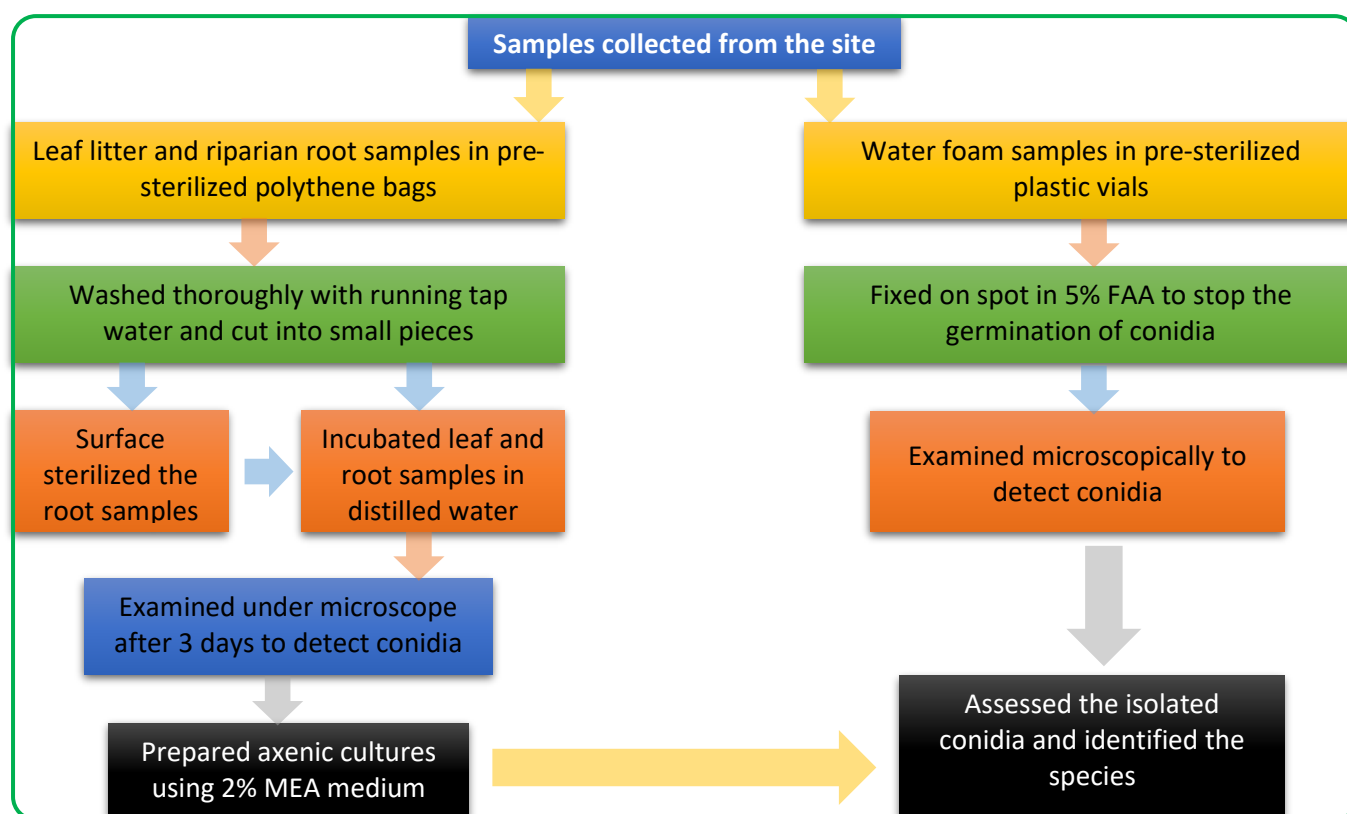 Samples collected from the site
Leaf litter and riparian root samples in pre-
sterilized polythene bags
Water foam samples in pre-sterilized
plastic vials
Washed thoroughly with running tap
water and cut into small pieces
Fixed on spot in 5% FAA to stop the
germination of conidia
Surface
sterilized the
root samples
Incubated leaf and
root samples in
distilled water
Examined microscopically to
detect conidia
Examined under microscope
after 3 days to detect conidia
Prepared axenic cultures
using 2% MEA medium
Assessed the isolated
conidia and identified the
species